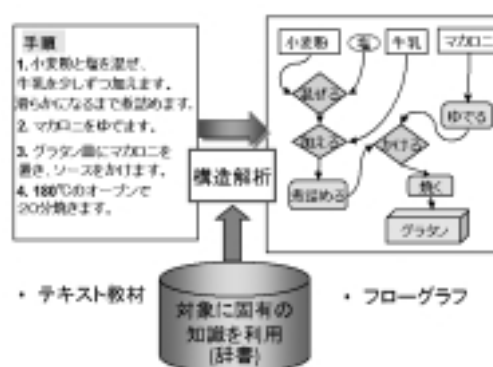 手順
1. 小麦粉と塩を混ぜ、
牛乳を少しずつ加えます。
滑らかになるまで煮詰めます。
2. マカロニをゆでます。
3. グラタン皿にマカロニを
置き、ソースをかけます。
4. 180℃のオーブンで
20分焼きます。
小麦粉
塩
牛乳
マカロニ
混ぜる
ゆでる
加える
かける
構造解析
煮詰める
焼く
グラタン
・ テキスト教材
・ フローグラフ
対象に固有の
知識を利用
(辞書)